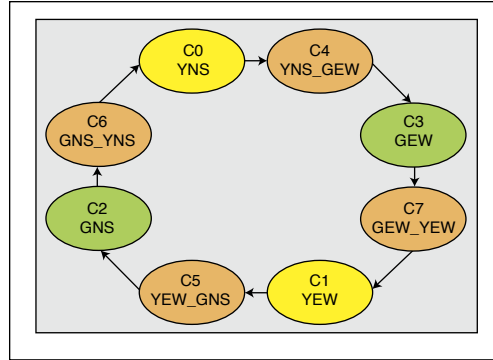 C0
YNS
C4
YNS_GEW
C6
GNS_YNS
C3
GEW
C2
GNS
C7
GEW_YEW
C5
YEW_GNS
C1
YEW